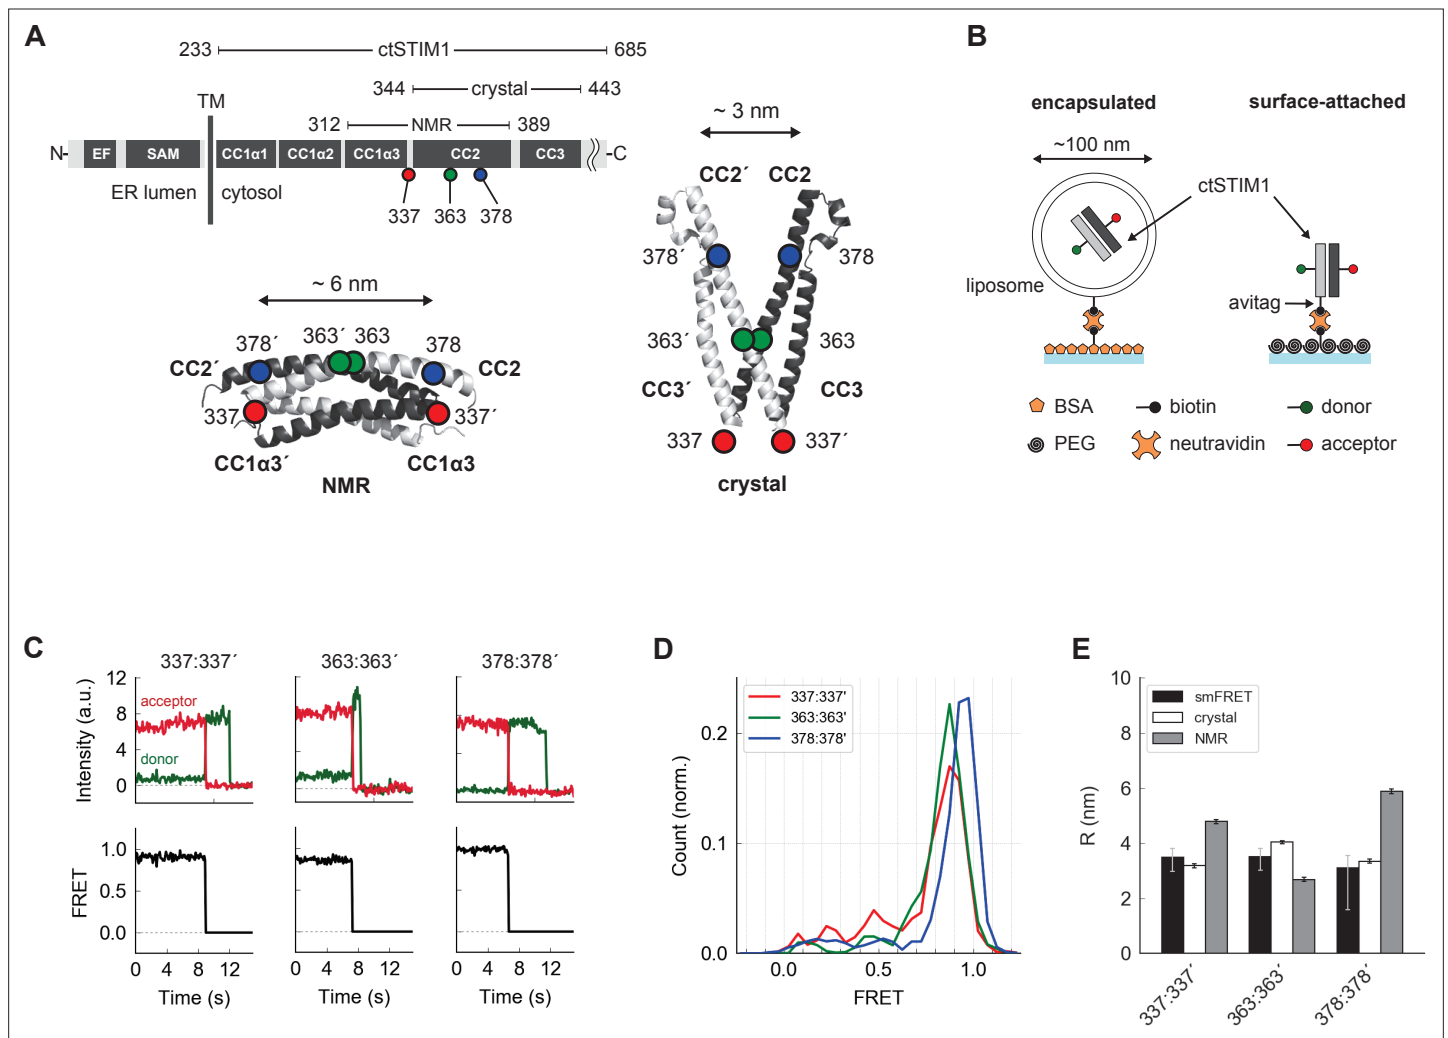 A
233
ctSTIM1
685
344
crystal
443
TM
312
NMR
389
N-
EF
SAM
CC1α1
CC1α2
CC1α3
CC2
CC3
-C
ER lumen
cytosol
337
363
378
~ 6 nm
378´
363´
363
378
CC2´
CC2
337
337´
CC1α3´
CC1α3
NMR
~ 3 nm
CC2´
CC2
378´
378
363´
363
CC3´
CC3
337
337´
crystal
B
encapsulated
surface-attached
~100 nm
ctSTIM1
liposome
avitag
BSA
biotin
donor
PEG
neutravidin
acceptor
C
337:337´
363:363´
378:378´
Intensity (a.u.)
12
8
4
0
acceptor
donor
FRET
1.0
0.5
0.0
0 4 8 12
0 4 8 12
0 4 8 12
Time (s)
Time (s)
Time (s)
D
337:337'
363:363'
378:378'
Count (norm.)
0.2
0.1
0.0
0.0 0.5 1.0
FRET
E
smFRET
crystal
NMR
R (nm)
10
8
6
4
2
0
337:337´
363:363´
378:378´